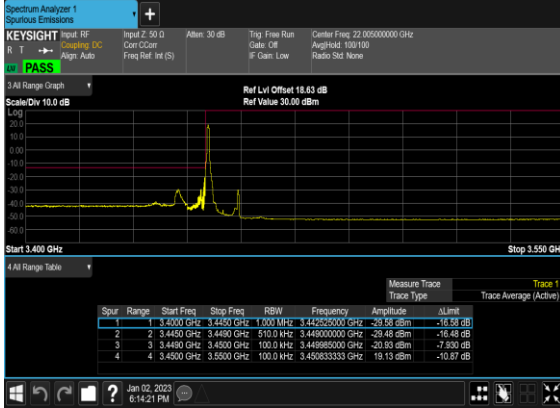 Spectrum Analyzer 1
Spurious Emissions
+
KEYSIGHT Input: RF Input Z: 50 Ω Atten: 30 dB Trig: Free Run Center Freq: 22.005000000 GHz
R T Coupling: DC Corr CCorr Gate: Off Avg|Hold: 100/100
Align: Auto Freq Ref: Int (S) IF Gain: Low Radio Std: None
LXI PASS
3 All Range Graph
Ref Lvl Offset 18.63 dB
Scale/Div 10.0 dB Ref Value 30.00 dBm
Log
20.0
10.0
0.00
-10.0
-20.0
-30.0
-40.0
-50.0
-60.0
Start 3.400 GHz Stop 3.550 GH
4 All Range Table
Measure Trace Trace 1
Trace Type Trace Average (Active)
Spur Range Start Freq Stop Freq RBW Frequency Amplitude ΔLimit
1 1 3.4000 GHz 3.4450 GHz 1.000 MHz 3.442525000 GHz -29.58 dBm -16.58 dB
2 2 3.4450 GHz 3.4490 GHz 510.0 kHz 3.449000000 GHz -29.48 dBm -16.48 dB
3 3 3.4490 GHz 3.4500 GHz 100.0 kHz 3.449985000 GHz -20.93 dBm -7.930 dB
4 4 3.4500 GHz 3.5500 GHz 100.0 kHz 3.450833333 GHz 19.13 dBm -10.87 dB
? Jan 02, 2023
6:14:21 PM